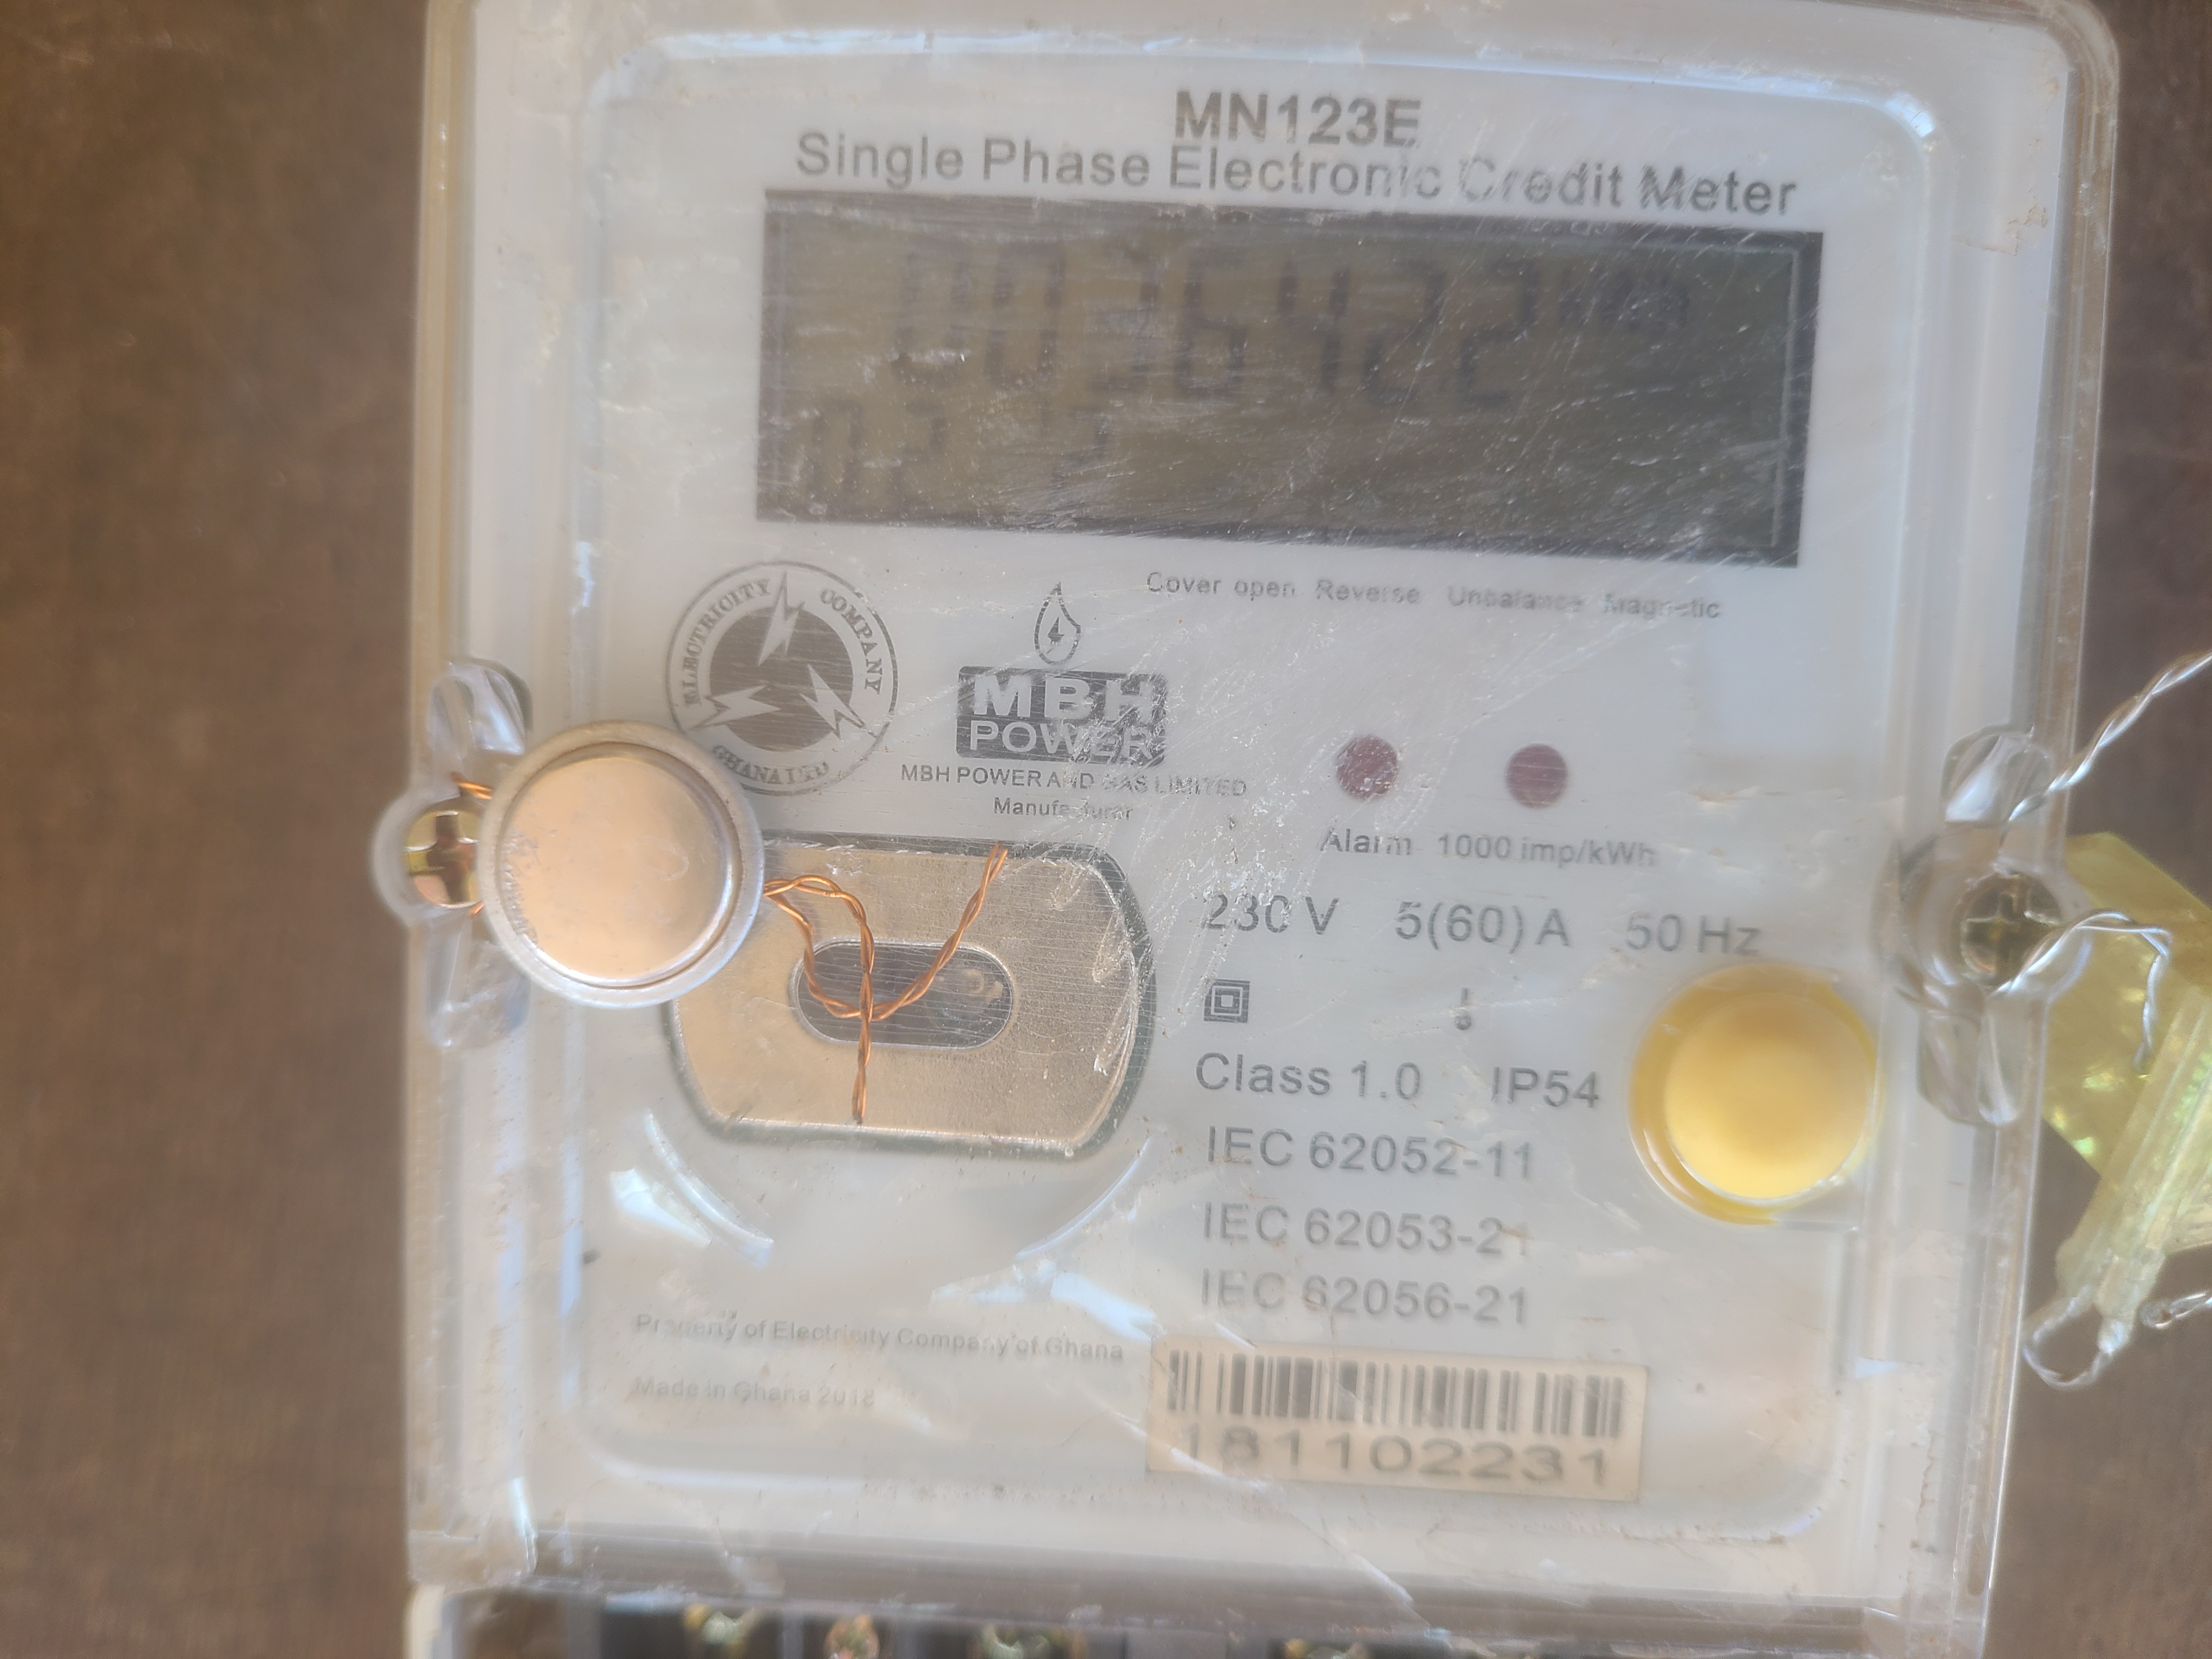 MN123E
Single Phase Electronic Credit Meter
ELECTRICITY COMPANY
GHANA LTD
MBH
POWER
MBH POWER AND GAS LIMITED
Manufacturer
Cover open Reverse Unbalance Magnetic
Alarm 1000 imp/kWh
230 V 5(60) A 50 Hz
Class 1.0 IP54
IEC 62052-11
IEC 62053-21
IEC 62056-21
Property of Electricity Company of Ghana
Made in Ghana
181102231